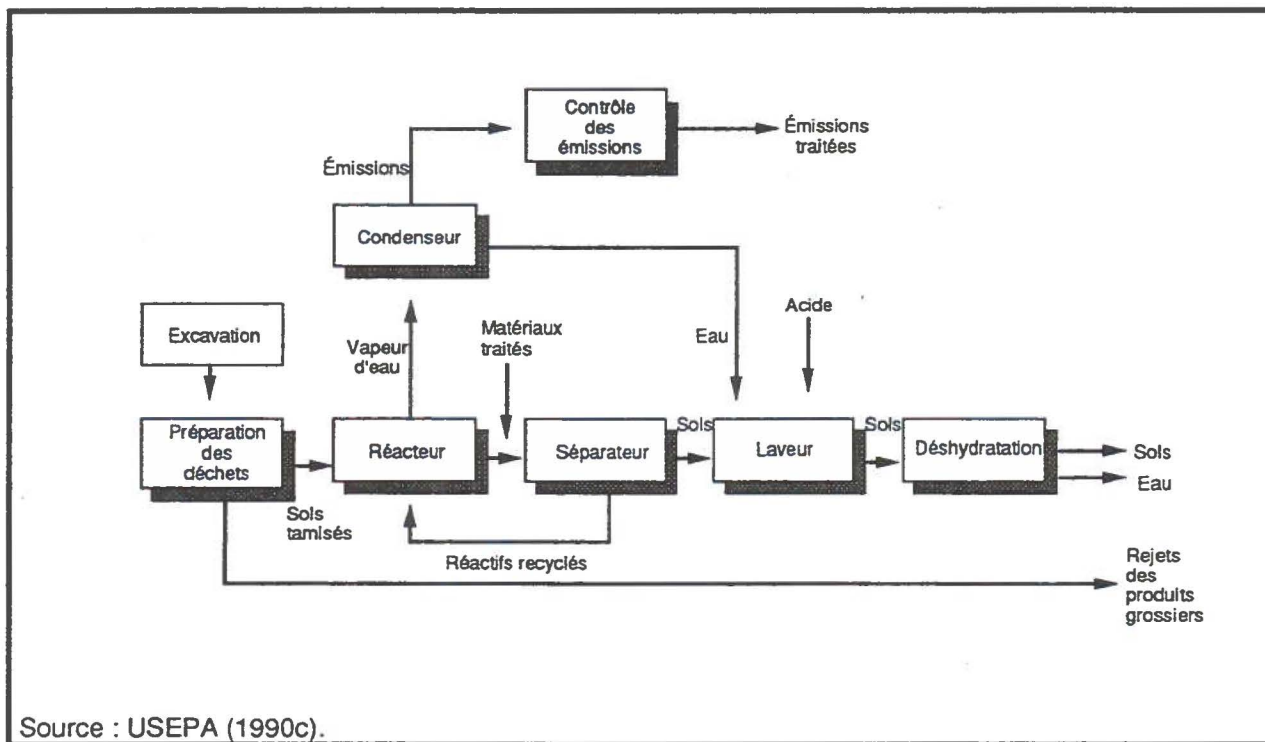 Contrôle
des
émissions
Émissions
traitées
Émissions
Condenseur
Excavation
Vapeur
d'eau
Matériaux
traités
Eau
Acide
Préparation
des
déchets
Sols
tamisés
Réacteur
Séparateur
Sols
Laveur
Sols
Déshydratation
Sols
Eau
Réactifs recyclés
Rejets
des
produits
grossiers
Source : USEPA (1990c).